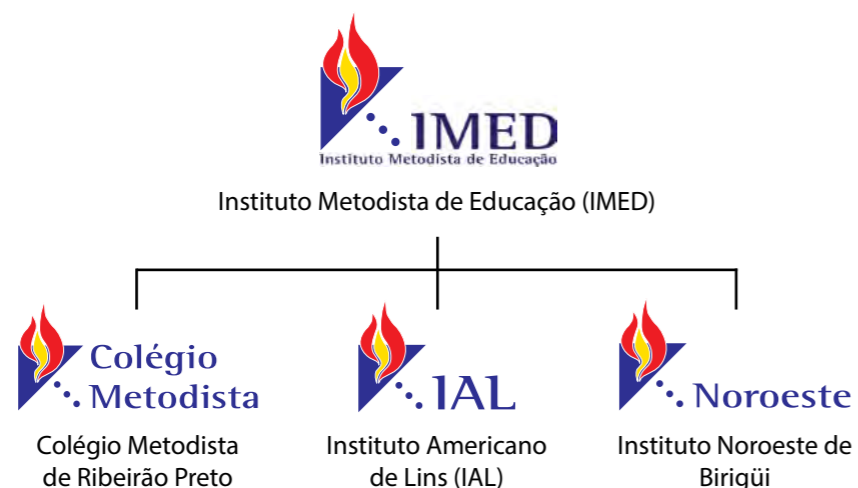 IMED
Instituto Metodista de Educação
Instituto Metodista de Educação (IMED)
Colégio
Metodista
Colégio Metodista
de Ribeirão Preto
IAL
Instituto Americano
de Lins (IAL)
Noroeste
Instituto Noroeste de
Birigüi